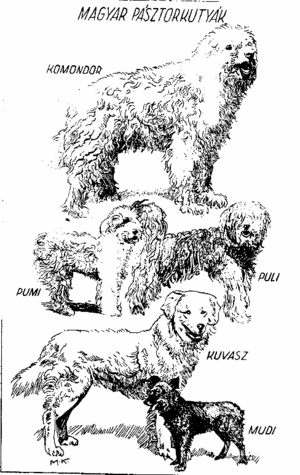 MAGYAR PÁSZTORKUTYÁK
KOMONDOR
PUMI
PULI
KUVASZ
MUDI